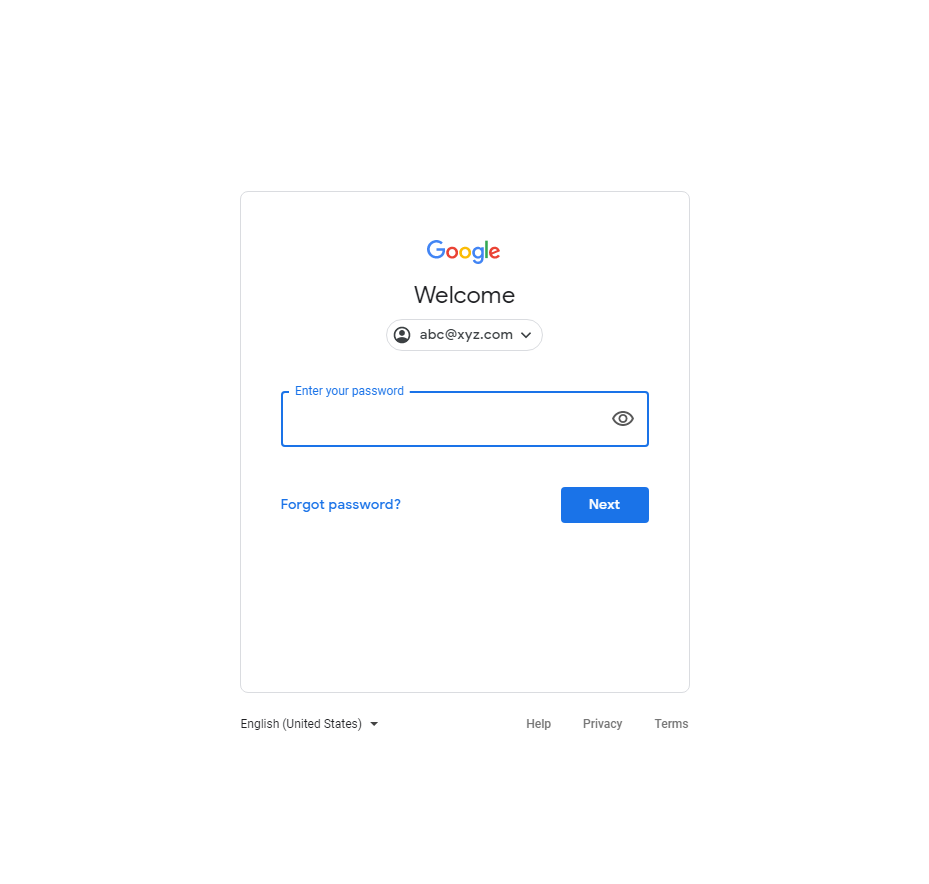 Google
Welcome
abc@xyz.com
Enter your password
Forgot password? Next
English (United States) Help Privacy Terms